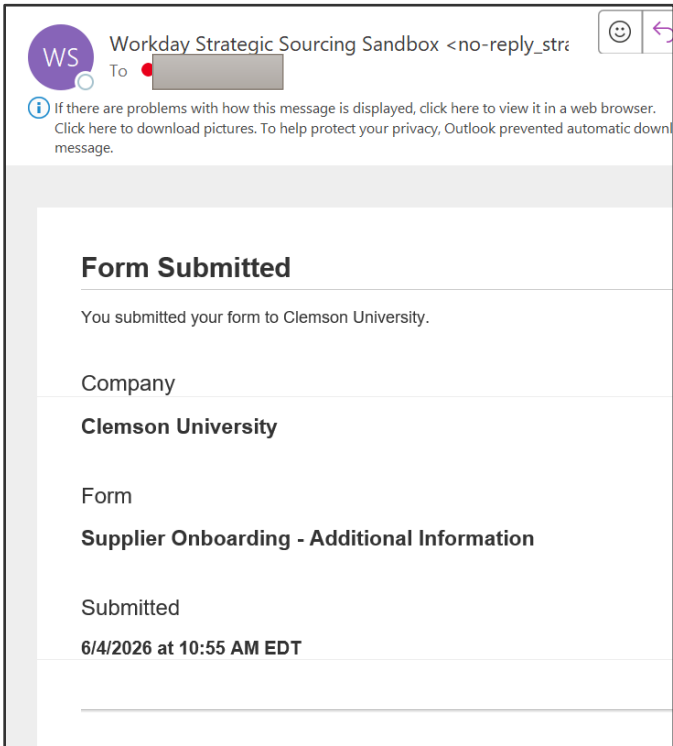 WS
Workday Strategic Sourcing Sandbox <no-reply_stra
To
If there are problems with how this message is displayed, click here to view it in a web browser.
Click here to download pictures. To help protect your privacy, Outlook prevented automatic downl
message.
Form Submitted
You submitted your form to Clemson University.
Company
Clemson University
Form
Supplier Onboarding - Additional Information
Submitted
6/4/2026 at 10:55 AM EDT